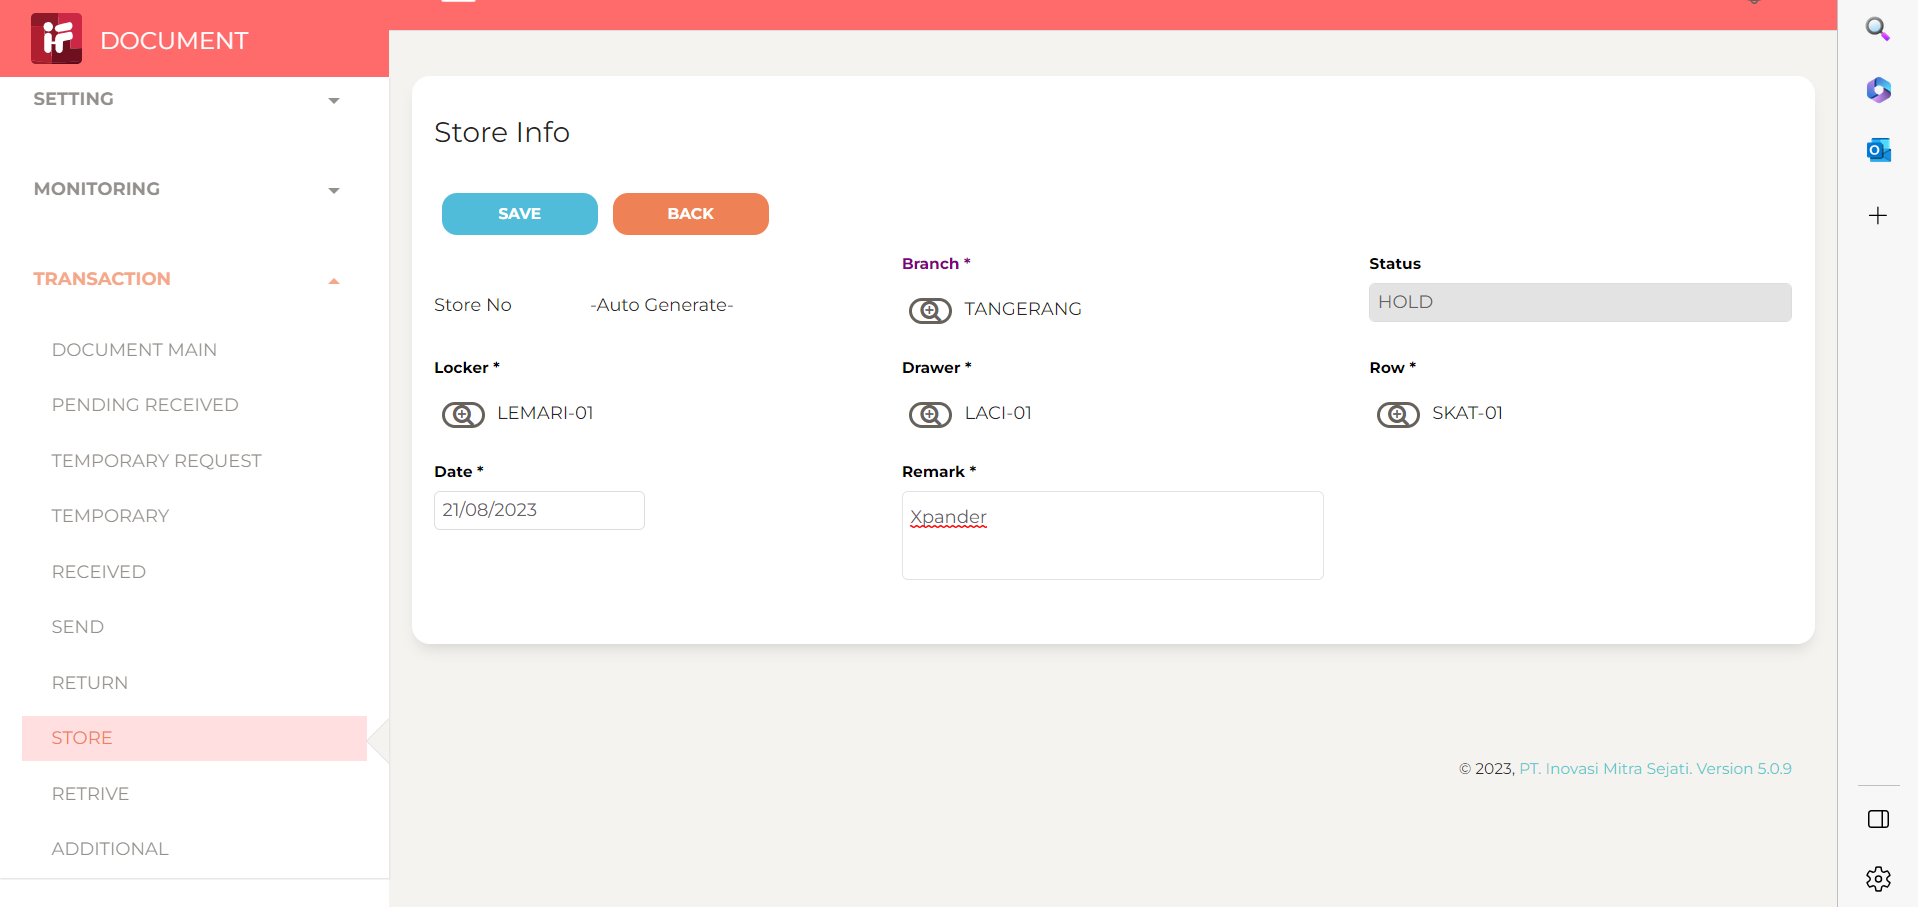 iF
DOCUMENT
SETTING
MONITORING
TRANSACTION
DOCUMENT MAIN
PENDING RECEIVED
TEMPORARY REQUEST
TEMPORARY
RECEIVED
SEND
RETURN
STORE
RETRIVE
ADDITIONAL
Store Info
SAVE BACK
Store No -Auto Generate-
Branch *
TANGERANG
Status
HOLD
Locker *
LEMARI-01
Drawer *
LACI-01
Row *
SKAT-01
Date *
21/08/2023
Remark *
Xpander
© 2023, PT. Inovasi Mitra Sejati. Version 5.0.9